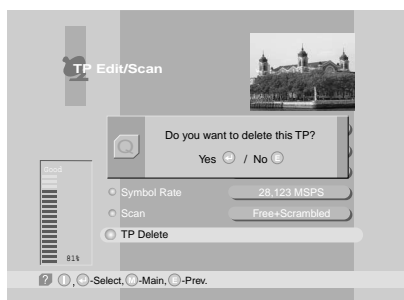 TP Edit/Scan
Do you want to delete this TP?
Yes / No E
Good
Symbol Rate 28,123 MSPS
Scan Free+Scrambled
TP Delete
81%
-Select, M-Main, E-Prev.